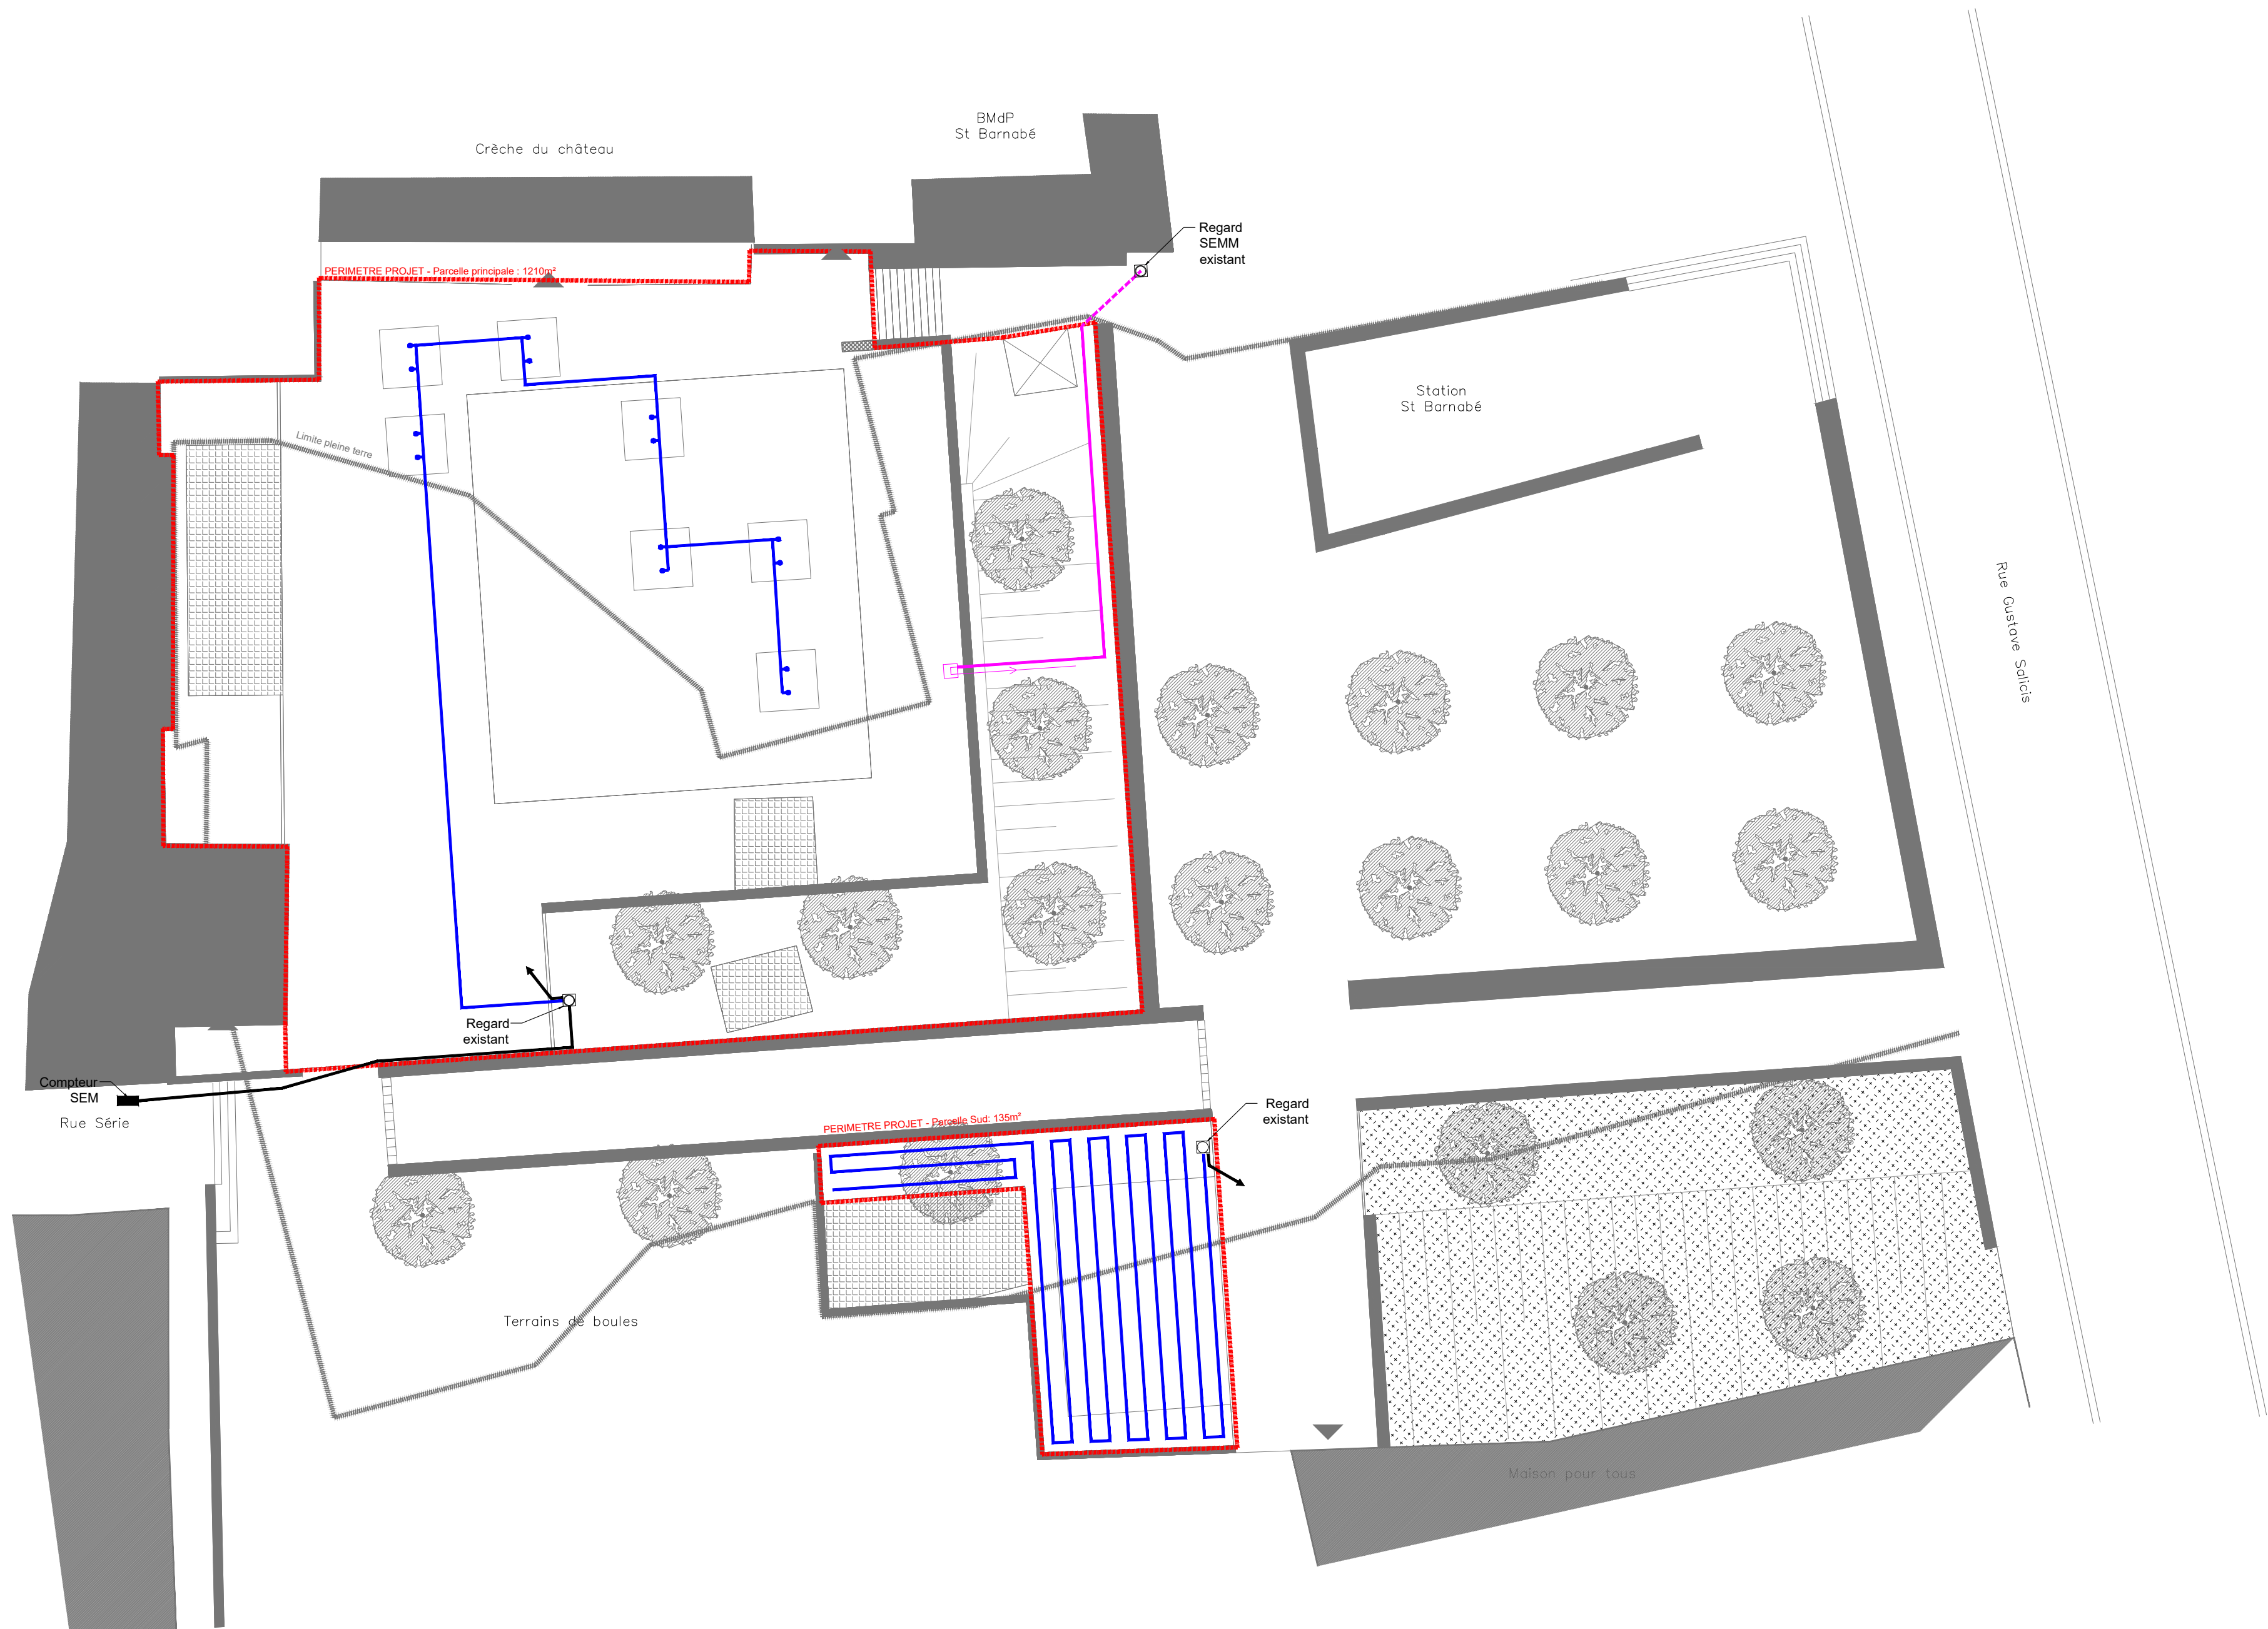 BMdP
St Barnabé
Crèche du château
Regard
SEMM
existant
PERIMETRE PROJET - Parcelle principale : 1210m²
Station
St Barnabé
Limite pleine terre
Rue Gustave Salicis
Regard
existant
Compteur
SEM
Rue Série
Regard
existant
PERIMETRE PROJET - Parcelle Sud: 135m²
Terrains de boules
Maison pour tous